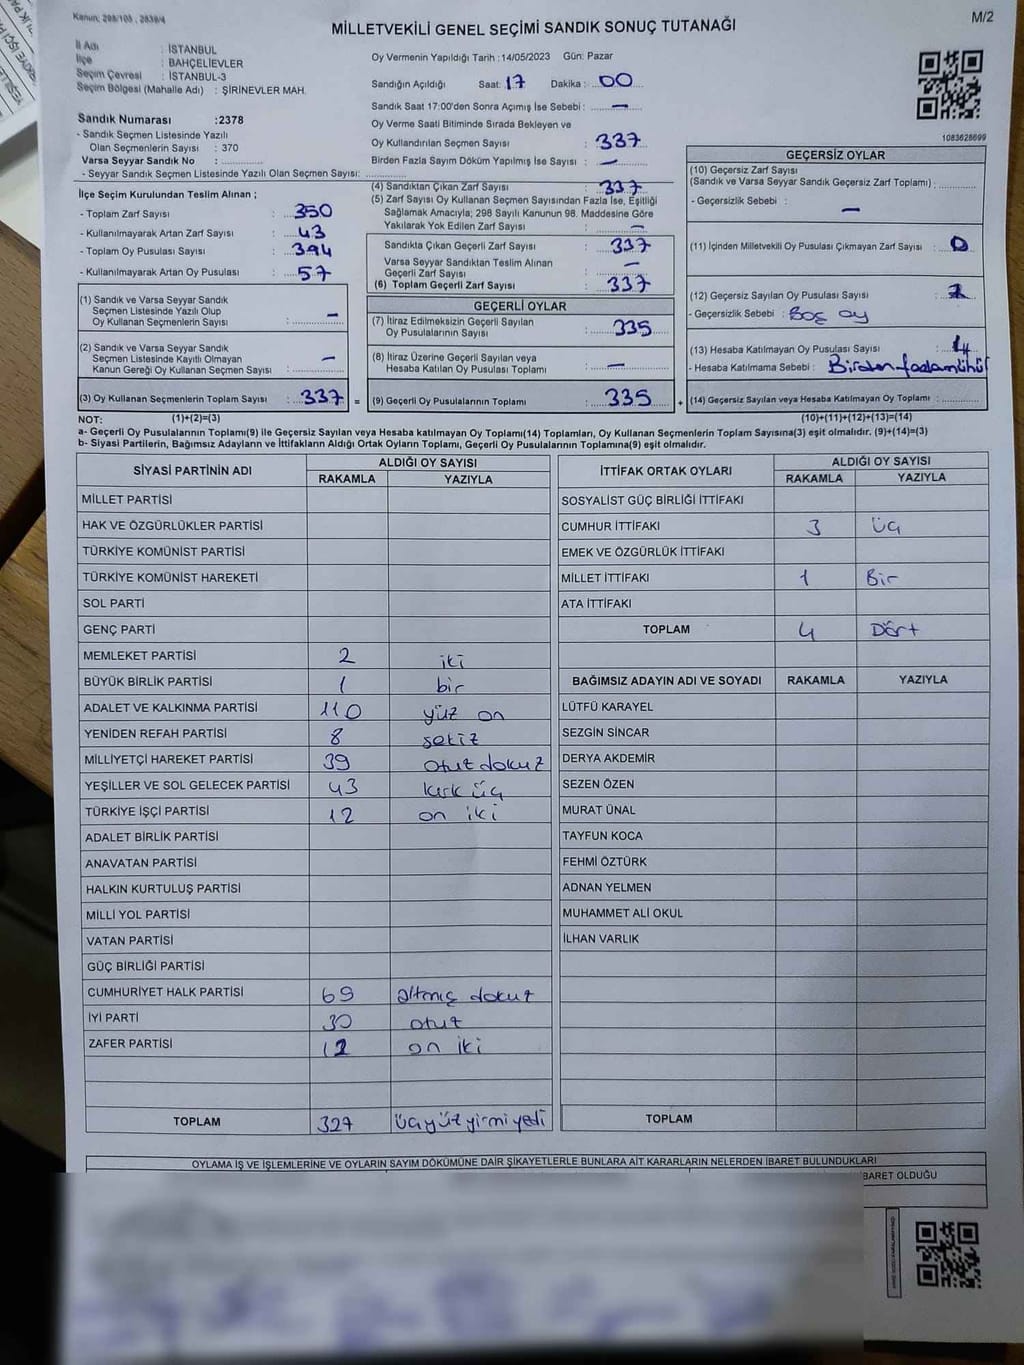 Kanun; 298/105 , 2839/4
M/2
MİLLETVEKİLİ GENEL SEÇİMİ SANDIK SONUÇ TUTANAĞI
İl Adı : İSTANBUL
İlçe : BAHÇELİEVLER
Seçim Çevresi : İSTANBUL-3
Seçim Bölgesi (Mahalle Adı) : ŞİRİNEVLER MAH.
Sandık Numarası :2378
- Sandık Seçmen Listesinde Yazılı
Olan Seçmenlerin Sayısı : 370
Varsa Seyyar Sandık No :
- Seyyar Sandık Seçmen Listesinde Yazılı Olan Seçmen Sayısı:
Oy Vermenin Yapıldığı Tarih :14/05/2023 Gün: Pazar
Sandığın Açıldığı Saat: 17 Dakika : 00
Sandık Saat 17:00'den Sonra Açımış İse Sebebi : —
Oy Verme Saati Bitiminde Sırada Bekleyen ve
Oy Kullandırılan Seçmen Sayısı : 337
Birden Fazla Sayım Döküm Yapılmış İse Sayısı : —
1083628699
İlçe Seçim Kurulundan Teslim Alınan ;
- Toplam Zarf Sayısı : 350
- Kullanılmayarak Artan Zarf Sayısı : 43
- Toplam Oy Pusulası Sayısı : 394
- Kullanılmayarak Artan Oy Pusulası : 57
(1) Sandık ve Varsa Seyyar Sandık
Seçmen Listesinde Yazılı Olup
Oy Kullanan Seçmenlerin Sayısı : —
(2) Sandık ve Varsa Seyyar Sandık
Seçmen Listesinde Kayıtlı Olmayan
Kanun Gereği Oy Kullanan Seçmen Sayısı : —
(3) Oy Kullanan Seçmenlerin Toplam Sayısı : 337 =
(4) Sandıktan Çıkan Zarf Sayısı : 337
(5) Zarf Sayısı Oy Kullanan Seçmen Sayısından Fazla İse, Eşitliği
Sağlamak Amacıyla; 298 Sayılı Kanunun 98. Maddesine Göre
Yakılarak Yok Edilen Zarf Sayısı : —
Sandıkta Çıkan Geçerli Zarf Sayısı : 337
Varsa Seyyar Sandıktan Teslim Alınan
Geçerli Zarf Sayısı : —
(6) Toplam Geçerli Zarf Sayısı : 337
GEÇERLİ OYLAR
(7) İtiraz Edilmeksizin Geçerli Sayılan
Oy Pusulalarının Sayısı : 335
(8) İtiraz Üzerine Geçerli Sayılan veya
Hesaba Katılan Oy Pusulası Toplamı : —
(9) Geçerli Oy Pusulalarının Toplamı : 335 +
GEÇERSİZ OYLAR
(10) Geçersiz Zarf Sayısı
(Sandık ve Varsa Seyyar Sandık Geçersiz Zarf Toplamı) :
- Geçersizlik Sebebi : —
(11) İçinden Milletvekili Oy Pusulası Çıkmayan Zarf Sayısı : 0
(12) Geçersiz Sayılan Oy Pusulası Sayısı :
- Geçersizlik Sebebi : Boş oy
(13) Hesaba Katılmayan Oy Pusulası Sayısı :
- Hesaba Katılmama Sebebi : Birden fazla mühür
(14) Geçersiz Sayılan veya Hesaba Katılmayan Oy Toplamı :
NOT: (1)+(2)=(3) (10)+(11)+(12)+(13)=(14)
a- Geçerli Oy Pusulalarının Toplamı(9) ile Geçersiz Sayılan veya Hesaba katılmayan Oy Toplamı(14) Toplamları, Oy Kullanan Seçmenlerin Toplam Sayısına(3) eşit olmalıdır. (9)+(14)=(3)
b- Siyasi Partilerin, Bağımsız Adayların ve İttifakların Aldığı Ortak Oyların Toplamı, Geçerli Oy Pusulalarının Toplamına(9) eşit olmalıdır.
SİYASİ PARTİNİN ADI ALDIĞI OY SAYISI
RAKAMLA YAZIYLA
MİLLET PARTİSİ
HAK VE ÖZGÜRLÜKLER PARTİSİ
TÜRKİYE KOMÜNİST PARTİSİ
TÜRKİYE KOMÜNİST HAREKETİ
SOL PARTİ
GENÇ PARTİ
MEMLEKET PARTİSİ 2 iki
BÜYÜK BİRLİK PARTİSİ 1 bir
ADALET VE KALKINMA PARTİSİ 110 yüz on
YENİDEN REFAH PARTİSİ 8 sekiz
MİLLİYETÇİ HAREKET PARTİSİ 39 otuz dokuz
YEŞİLLER VE SOL GELECEK PARTİSİ 43 kırk üç
TÜRKİYE İŞÇİ PARTİSİ 12 on iki
ADALET BİRLİK PARTİSİ
ANAVATAN PARTİSİ
HALKIN KURTULUŞ PARTİSİ
MİLLİ YOL PARTİSİ
VATAN PARTİSİ
GÜÇ BİRLİĞİ PARTİSİ
CUMHURİYET HALK PARTİSİ 69 altmış dokuz
İYİ PARTİ 30 otuz
ZAFER PARTİSİ 12 on iki
TOPLAM 327 üçyüzyirmiyedi
İTTİFAK ORTAK OYLARI ALDIĞI OY SAYISI
RAKAMLA YAZIYLA
SOSYALİST GÜÇ BİRLİĞİ İTTİFAKI
CUMHUR İTTİFAKI 3 üç
EMEK VE ÖZGÜRLÜK İTTİFAKI
MİLLET İTTİFAKI 1 Bir
ATA İTTİFAKI
TOPLAM 4 Dört
BAĞIMSIZ ADAYIN ADI VE SOYADI RAKAMLA YAZIYLA
LÜTFÜ KARAYEL
SEZGİN SİNCAR
DERYA AKDEMİR
SEZEN ÖZEN
MURAT ÜNAL
TAYFUN KOCA
FEHMİ ÖZTÜRK
ADNAN YELMEN
MUHAMMET ALİ OKUL
İLHAN VARLIK
TOPLAM
OYLAMA İŞ VE İŞLEMLERİNE VE OYLARIN SAYIM DÖKÜMÜNE DAİR ŞİKAYETLERLE BUNLARA AİT KARARLARIN NELERDEN İBARET BULUNDUKLARI
BARET OLDUĞU